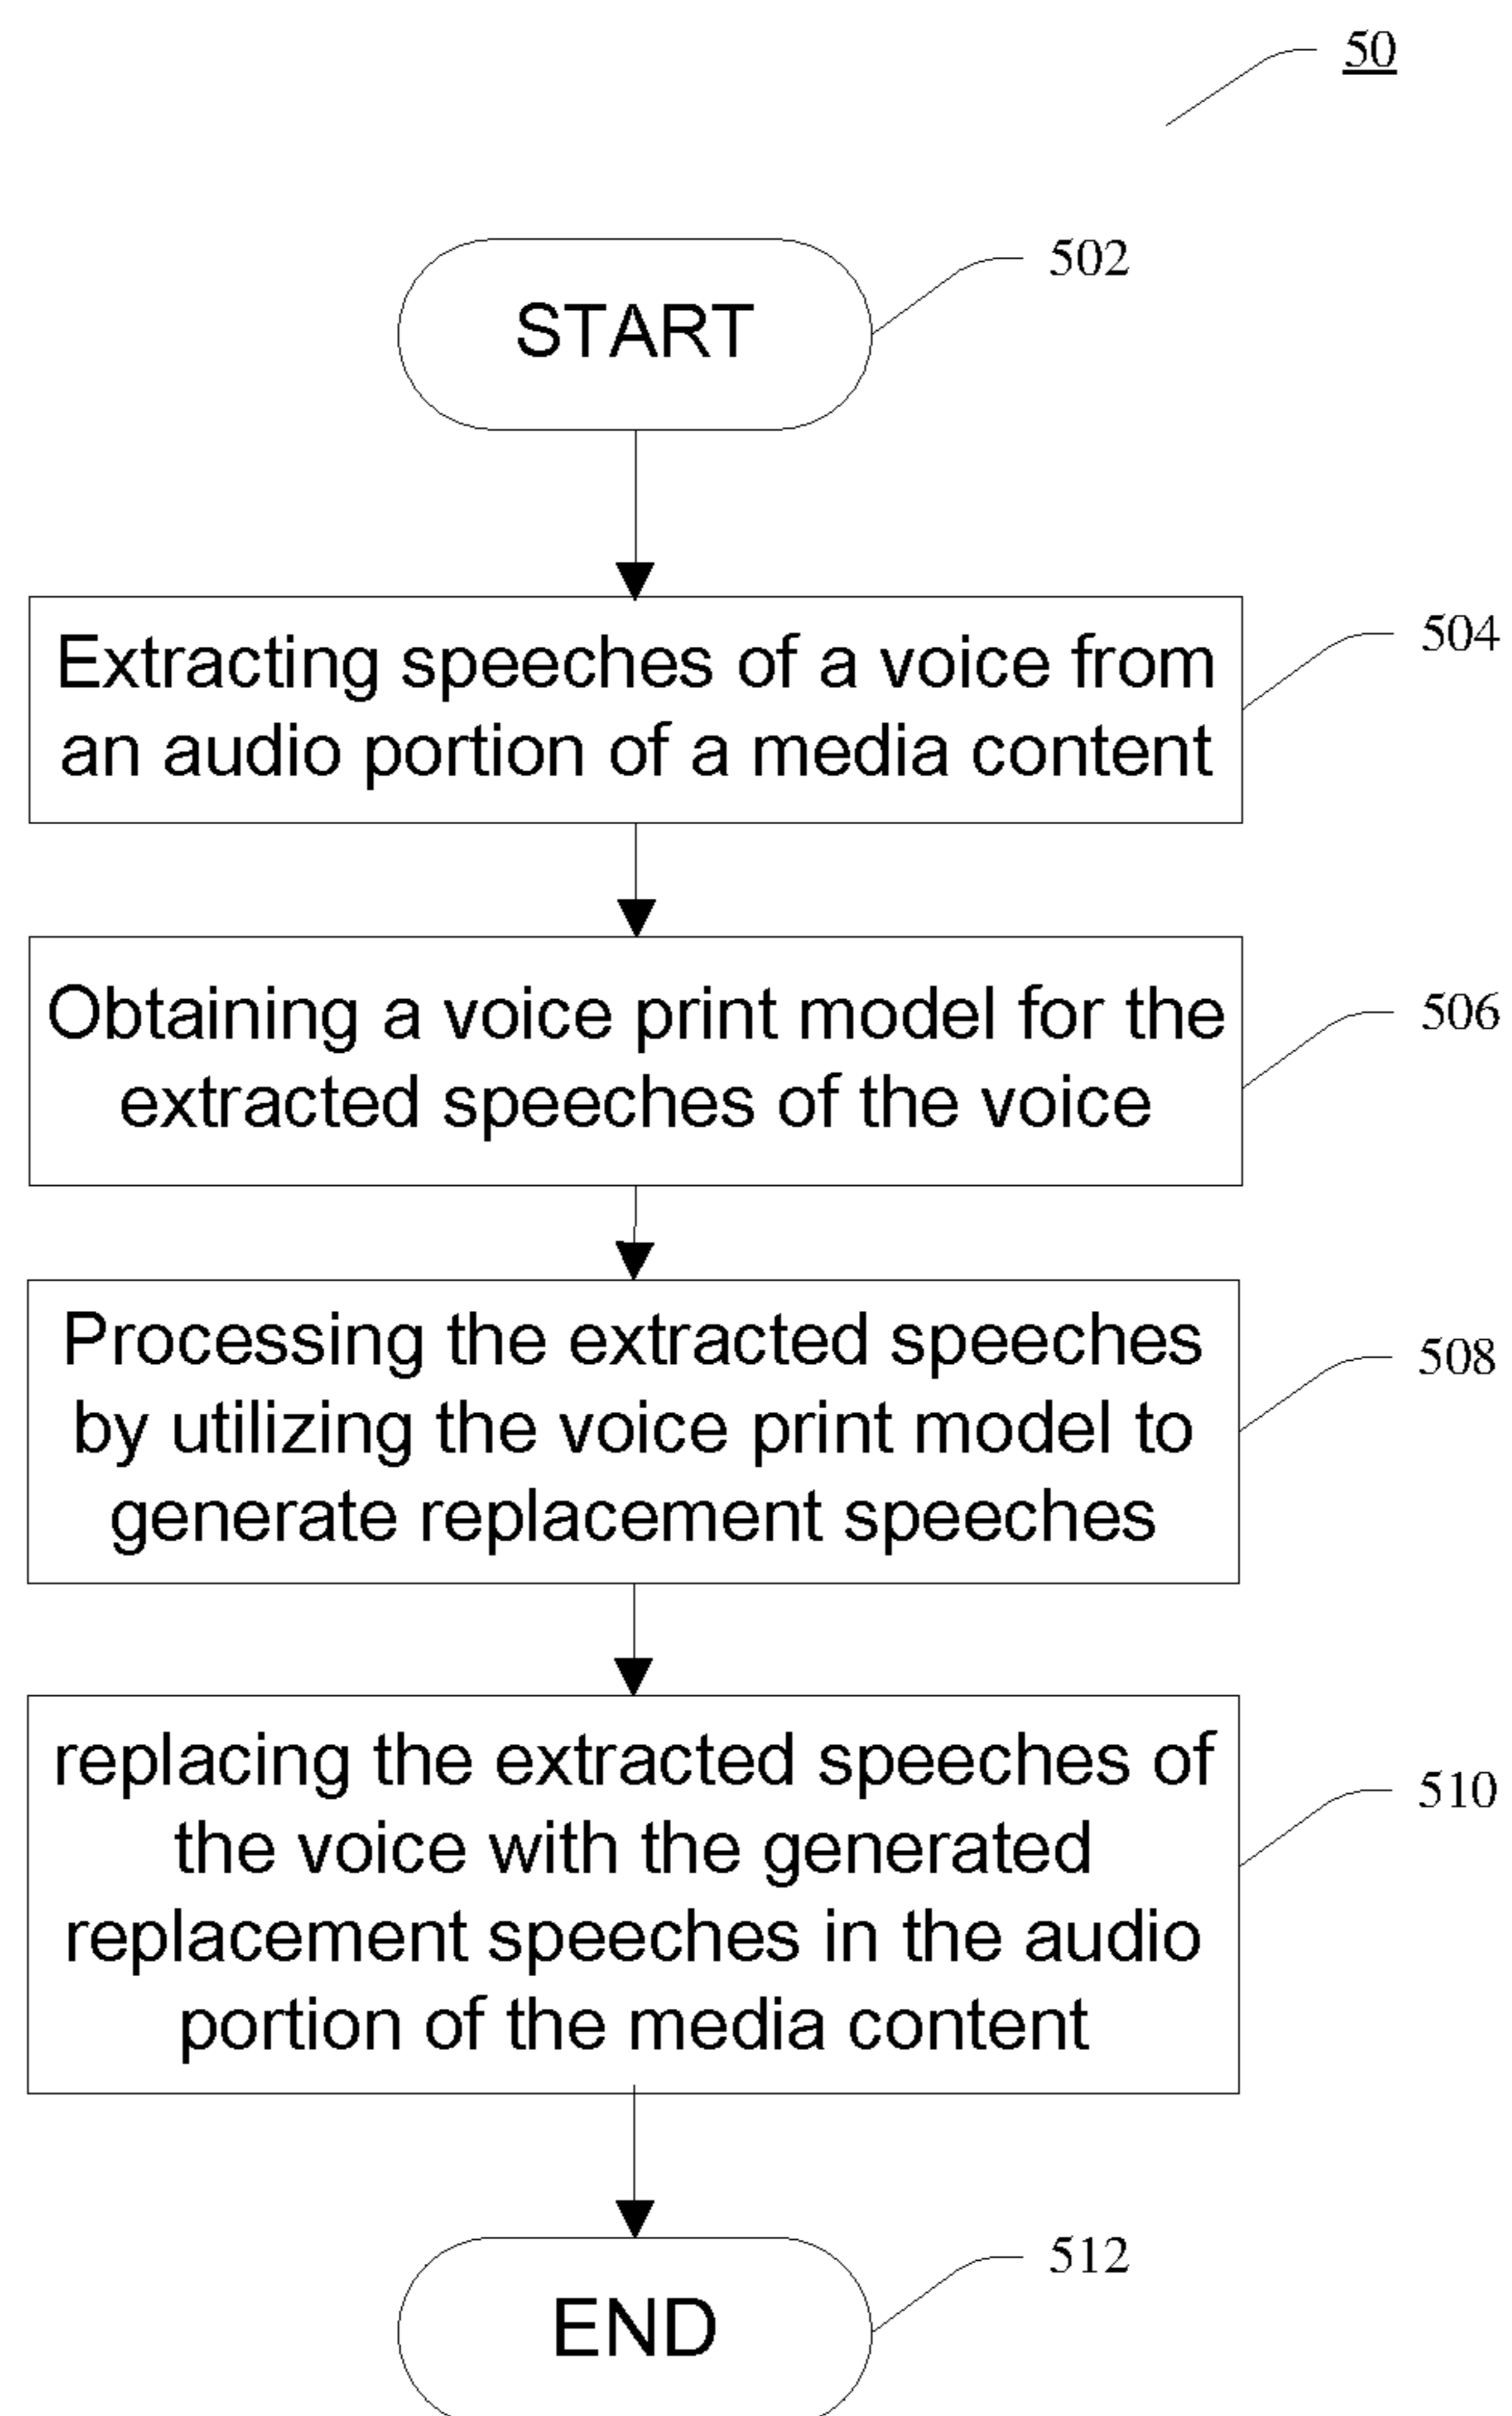 50
START
502
Extracting speeches of a voice from
an audio portion of a media content
504
Obtaining a voice print model for the
extracted speeches of the voice
506
Processing the extracted speeches
by utilizing the voice print model to
generate replacement speeches
508
replacing the extracted speeches of
the voice with the generated
replacement speeches in the audio
portion of the media content
510
END
512